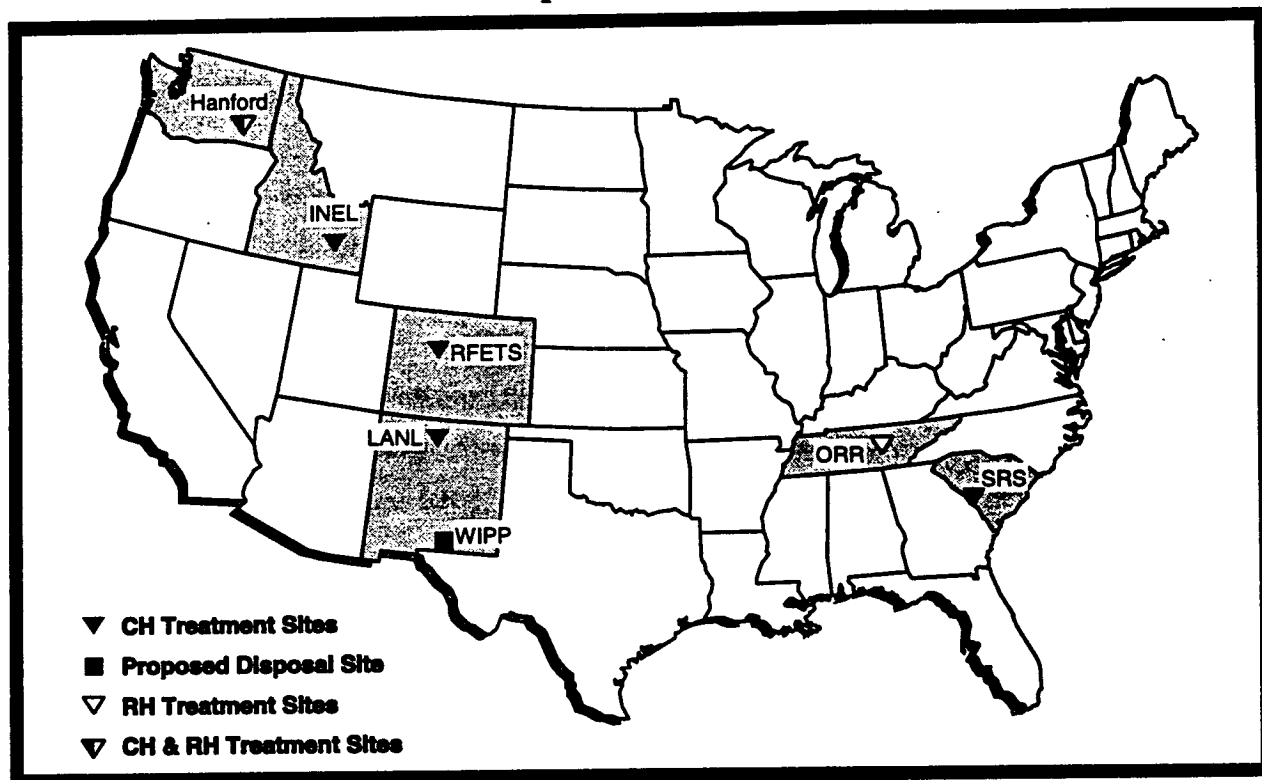 Hanford
INEL
RFETS
LANL
ORR
SRS
WIPP
CH Treatment Sites
Proposed Disposal Site
RH Treatment Sites
CH & RH Treatment Sites